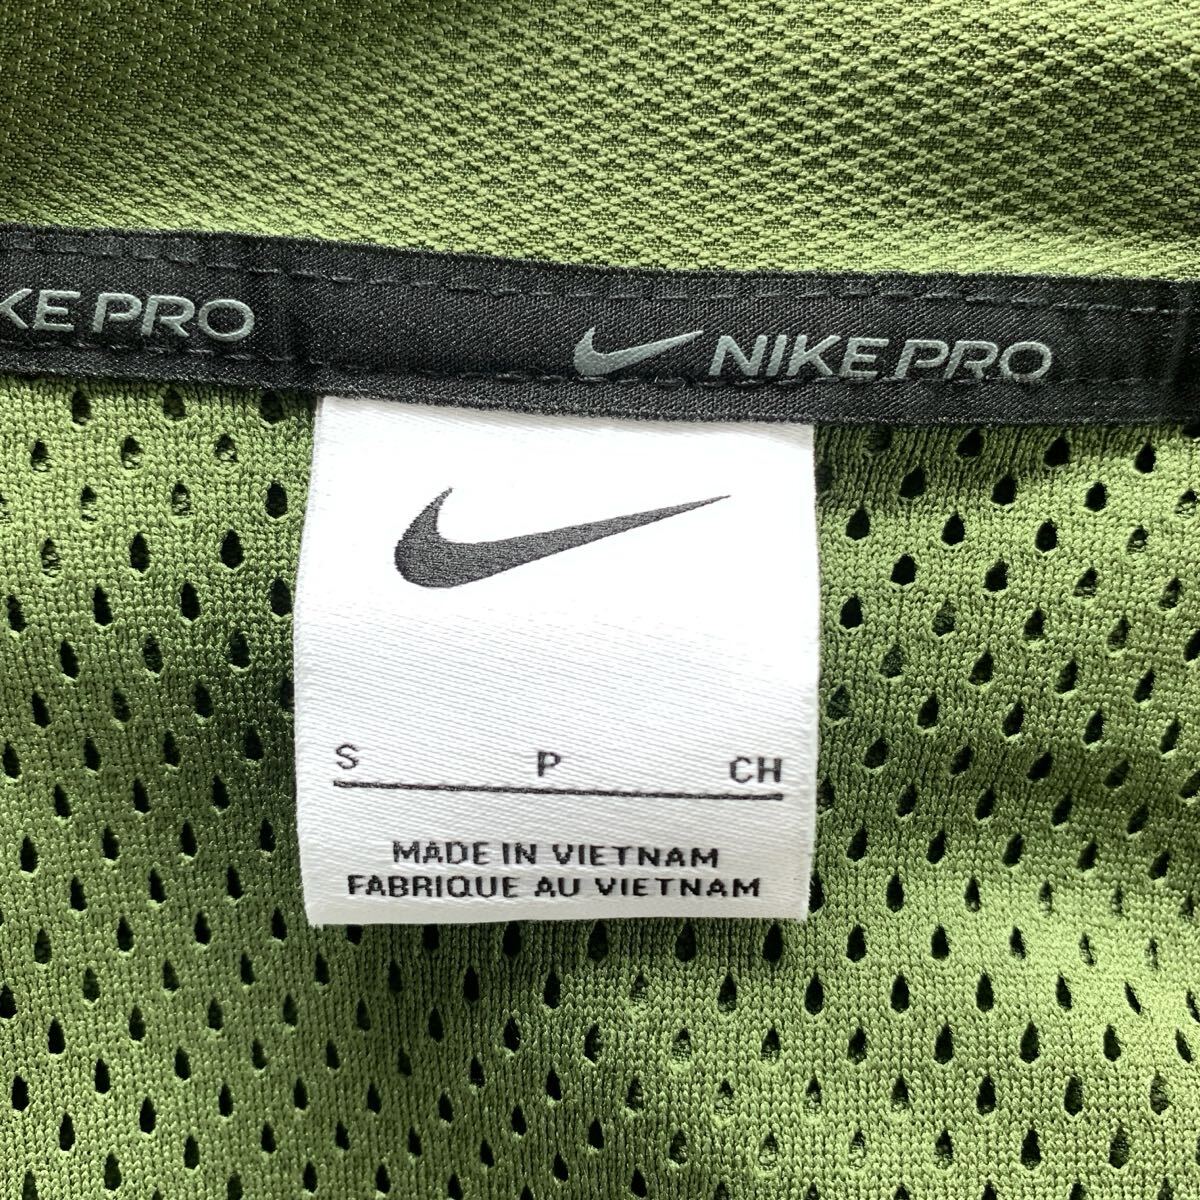 KE PRO NIKE PRO
S P CH
MADE IN VIETNAM
FABRIQUE AU VIETNAM